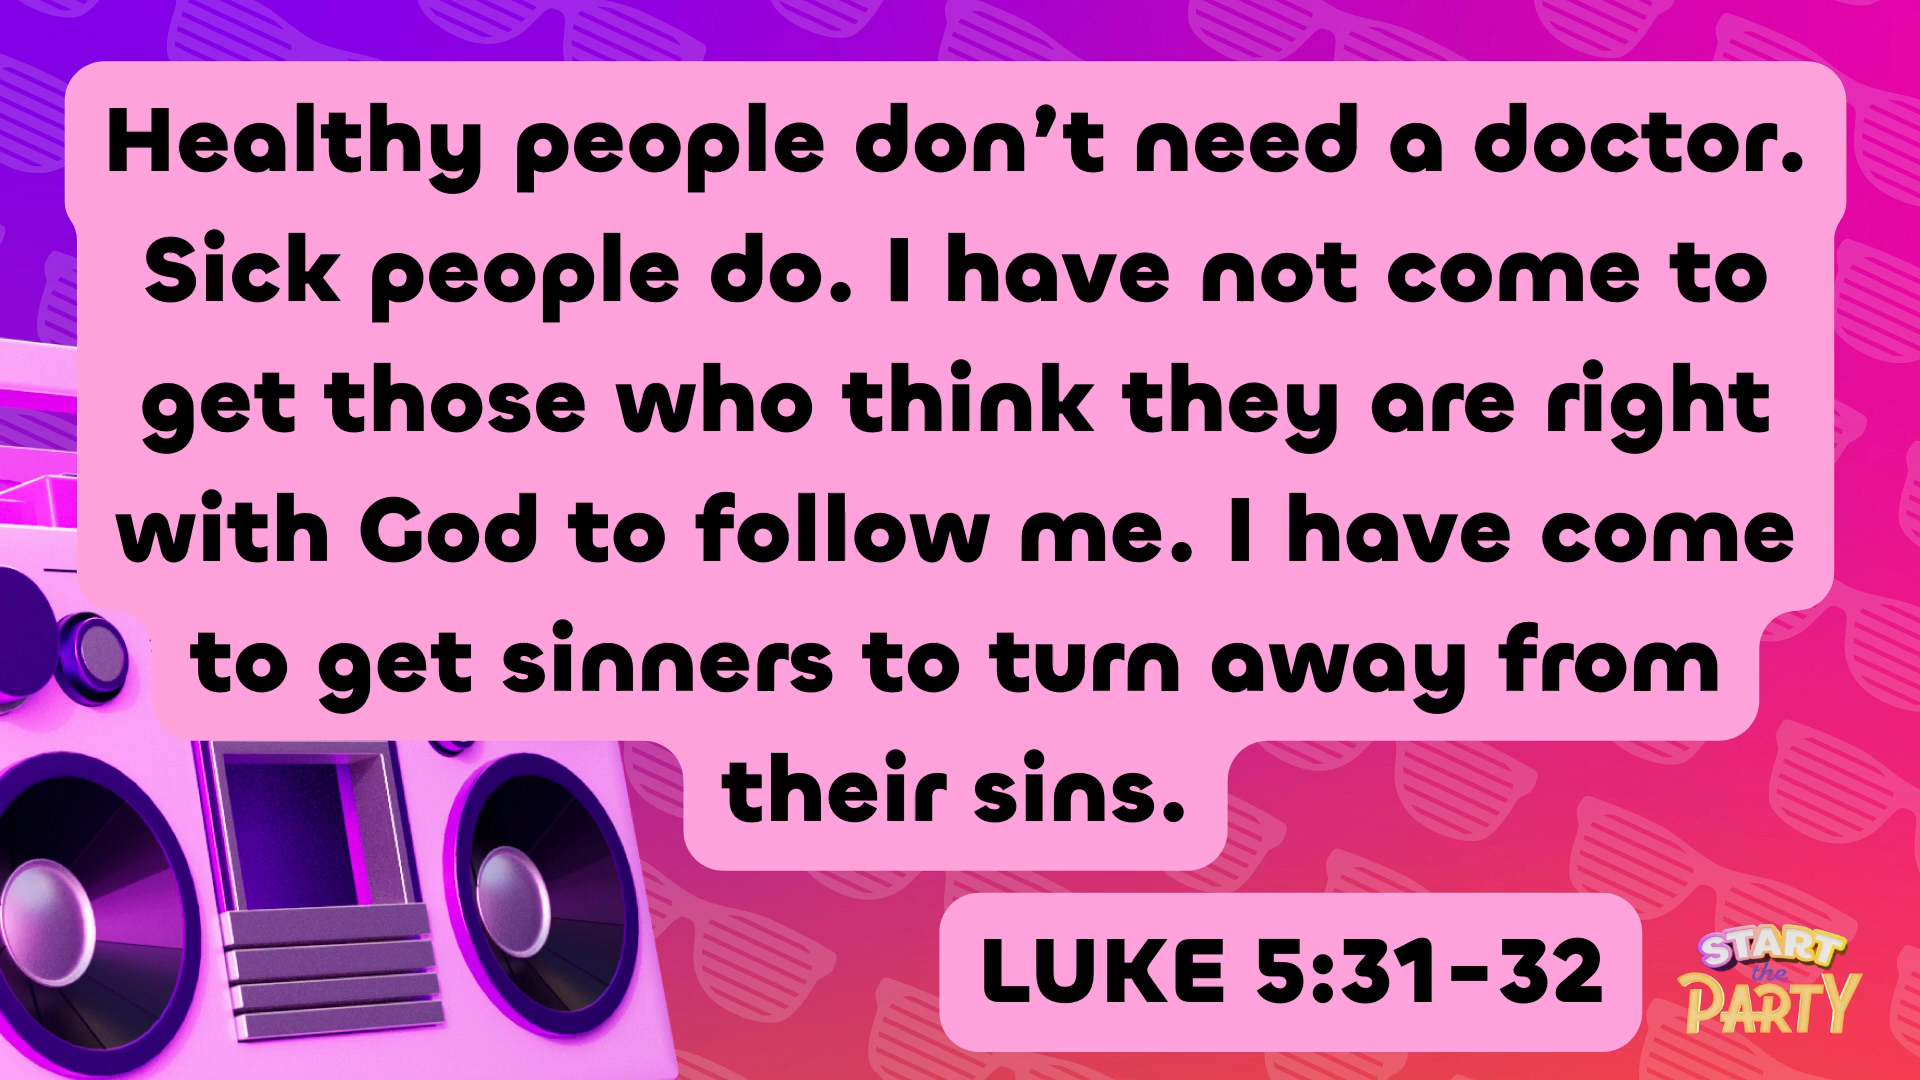 Healthy people don’t need a doctor.
Sick people do. I have not come to
get those who think they are right
with God to follow me. I have come
to get sinners to turn away from
their sins.
LUKE 5:31-32
START
the
PARTY